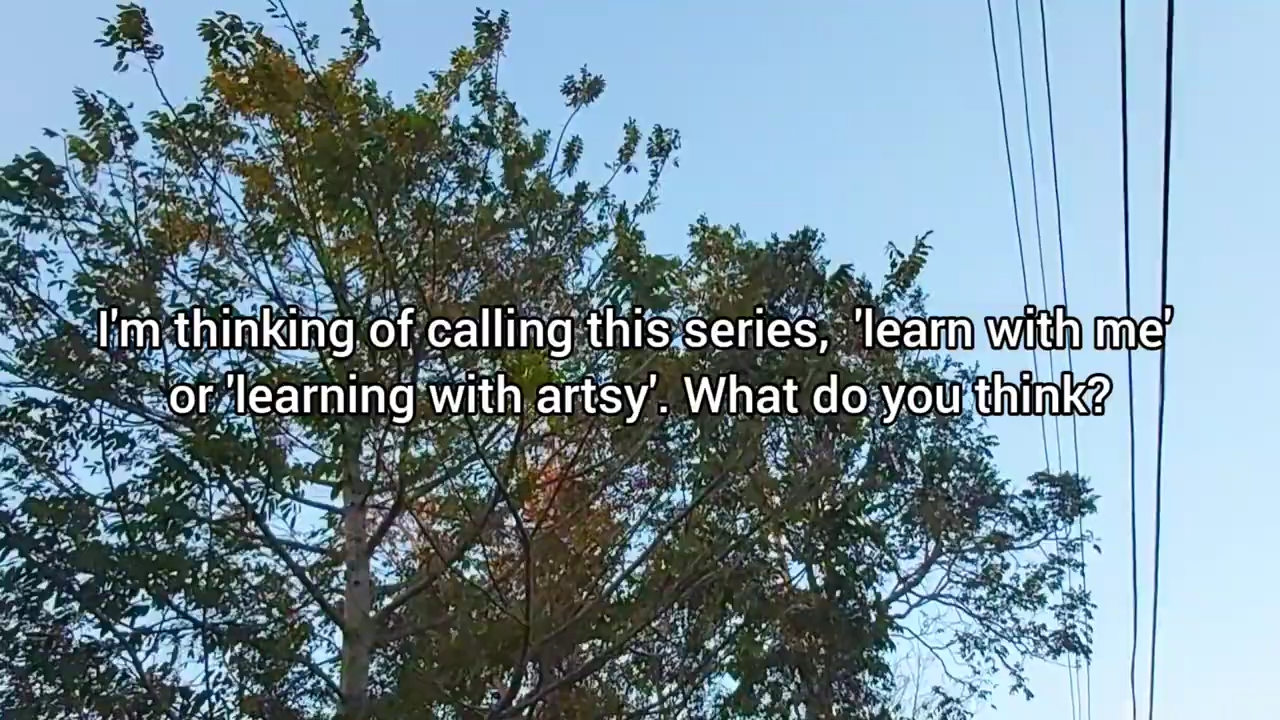 I'm thinking of calling this series, 'learn with me'
or 'learning with artsy'. What do you think?